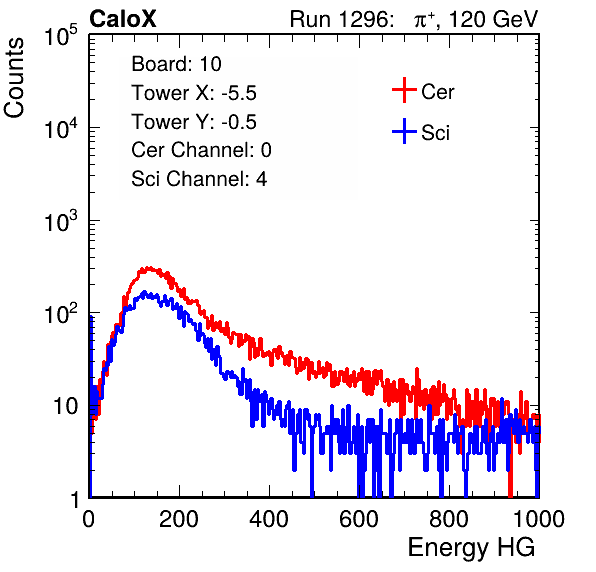 CaloX Run 1296: π⁺, 120 GeV
Counts
10⁵
10⁴
10³
10²
10
1
Board: 10
Tower X: -5.5
Tower Y: -0.5
Cer Channel: 0
Sci Channel: 4
Cer
Sci
0 200 400 600 800 1000
Energy HG